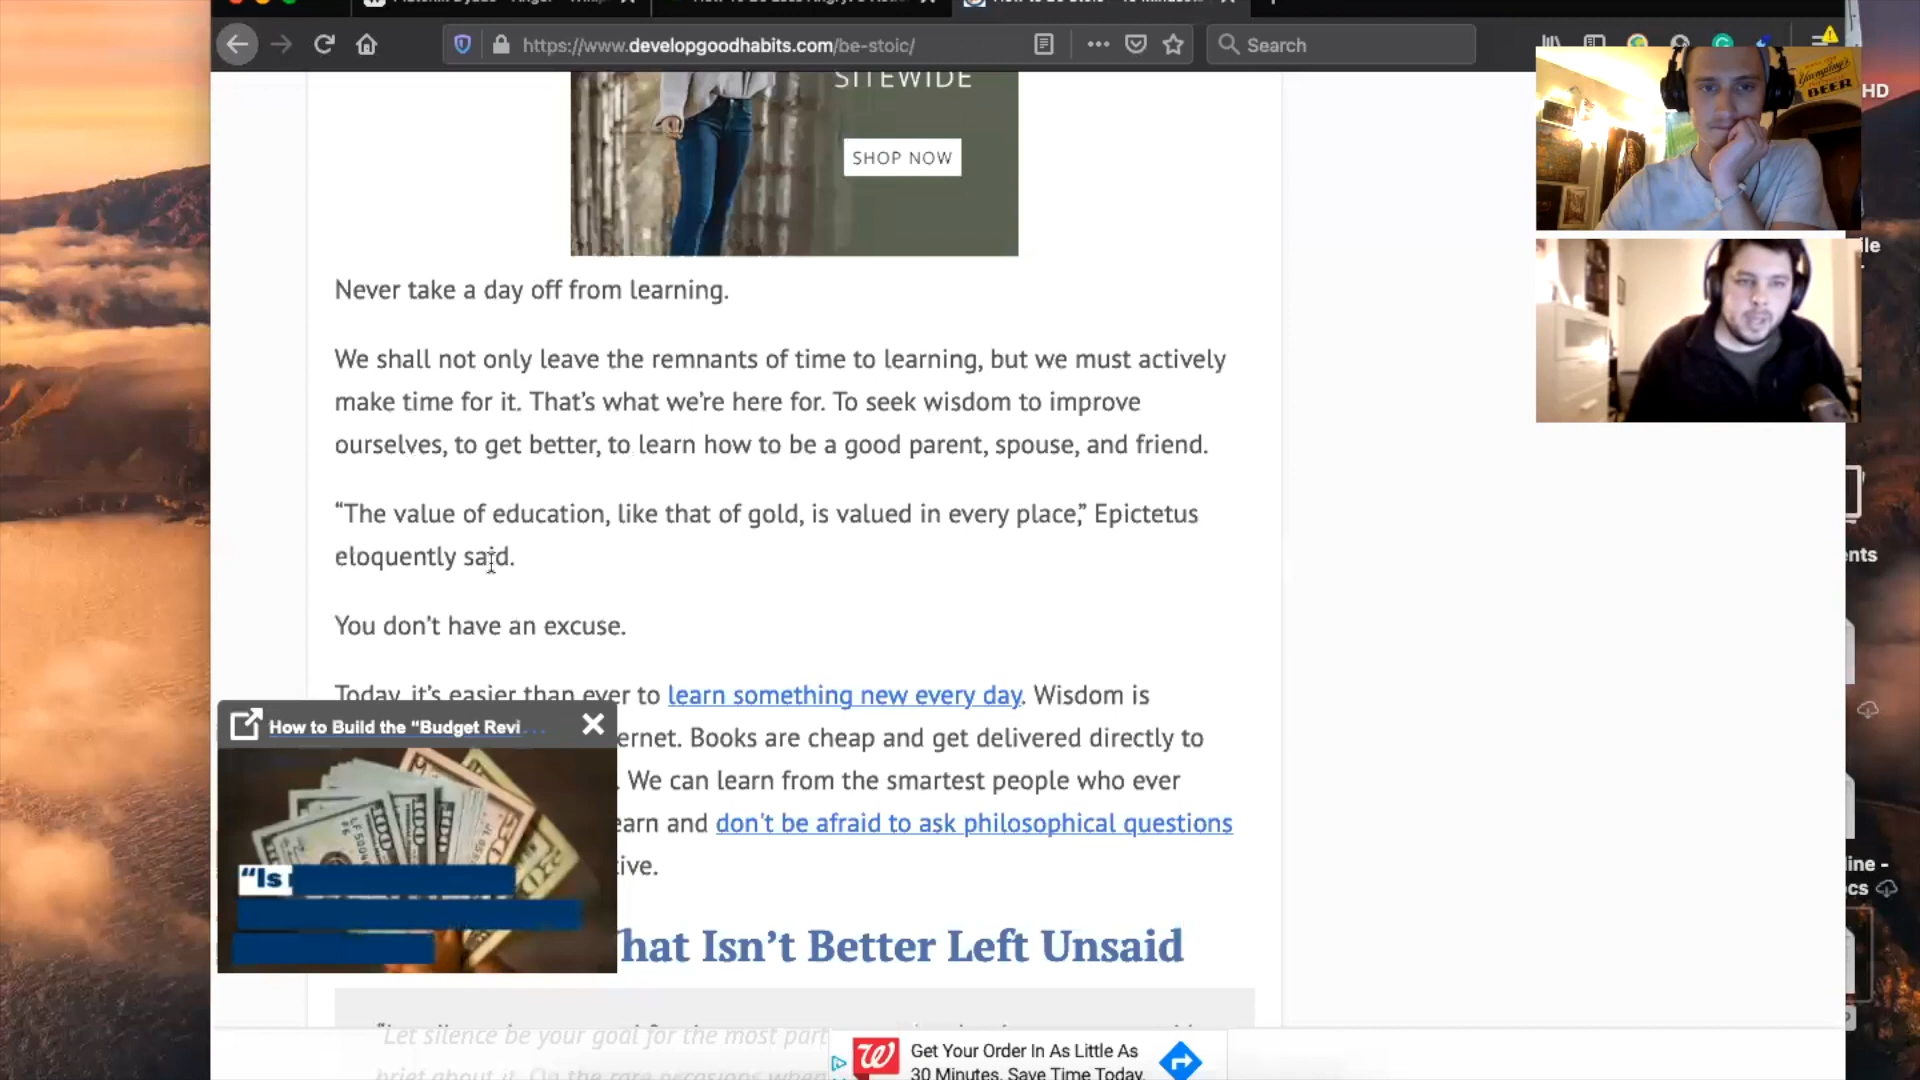 https://www.developgoodhabits.com/be-stoic/
Search
HD
SITEWIDE
SHOP NOW
Yuengling's
BEER
Never take a day off from learning.
We shall not only leave the remnants of time to learning, but we must actively
make time for it. That's what we're here for. To seek wisdom to improve
ourselves, to get better, to learn how to be a good parent, spouse, and friend.
“The value of education, like that of gold, is valued in every place,” Epictetus
eloquently said.
You don't have an excuse.
Today, it's easier than ever to learn something new every day. Wisdom is
ernet. Books are cheap and get delivered directly to
. We can learn from the smartest people who ever
earn and don't be afraid to ask philosophical questions
tive.
How to Build the "Budget Revi...
“Is
hat Isn't Better Left Unsaid
“Let silence be your goal for the most part
Get Your Order In As Little As
30 Minutes. Save Time Today.
ile
nts
line -
cs